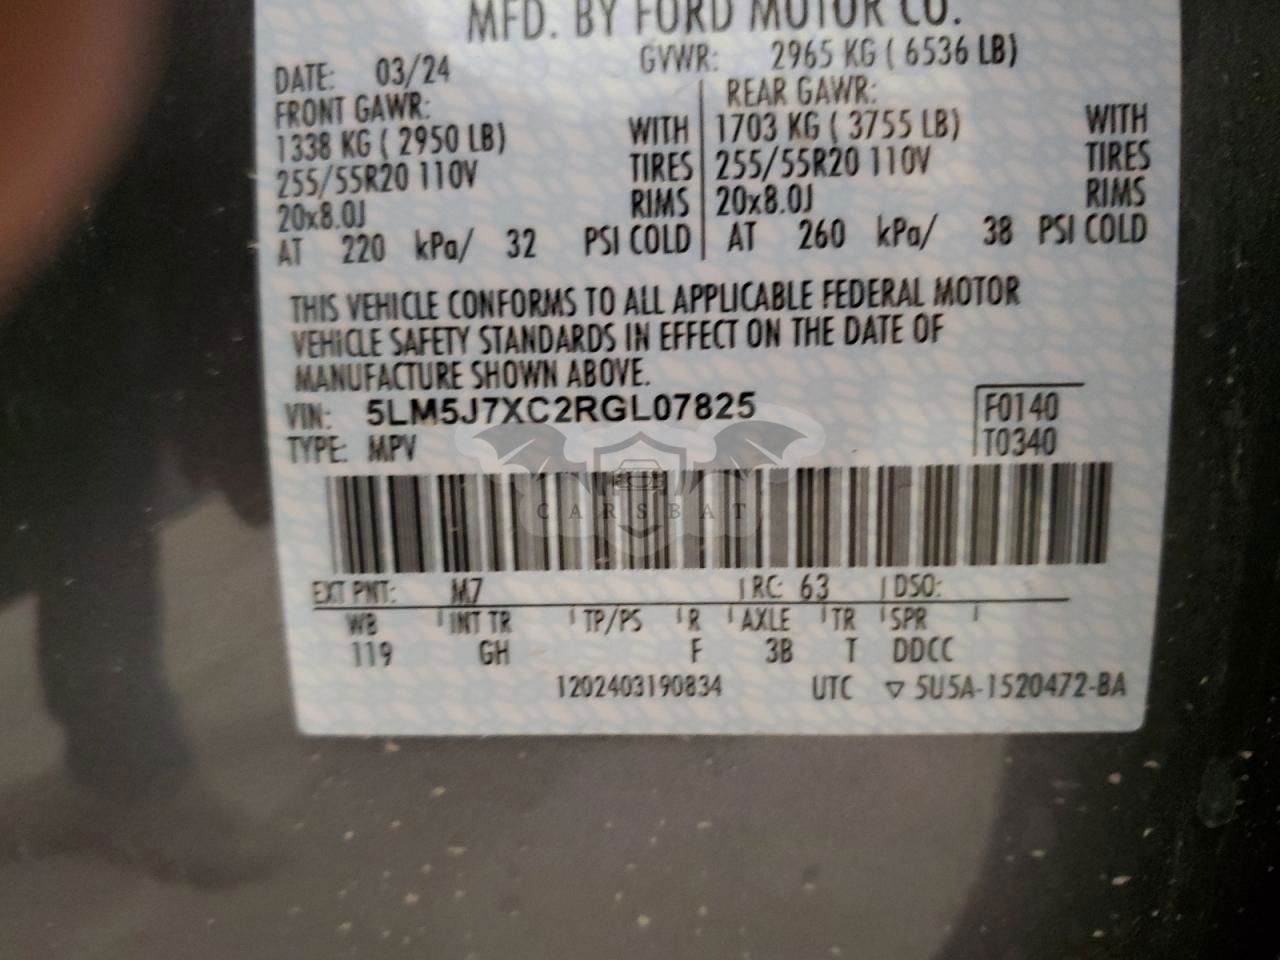 MFD. BY FORD MOTOR CO.
DATE: 03/24 GVWR: 2965 KG ( 6536 LB)
FRONT GAWR: REAR GAWR:
1338 KG ( 2950 LB) WITH 1703 KG ( 3755 LB) WITH
255/55R20 110V TIRES 255/55R20 110V TIRES
20x8.0J RIMS 20x8.0J RIMS
AT 220 kPa/ 32 PSI COLD AT 260 kPa/ 38 PSI COLD
THIS VEHICLE CONFORMS TO ALL APPLICABLE FEDERAL MOTOR
VEHICLE SAFETY STANDARDS IN EFFECT ON THE DATE OF
MANUFACTURE SHOWN ABOVE.
VIN: 5LM5J7XC2RGL07825 F0140
TYPE: MPV T0340
CARSBAT
EXT PNT: M7 RC: 63 DSO:
WB INT TR TP/PS R AXLE TR SPR
119 GH F 3B T DDCC
1202403190834 UTC ▽ 5U5A-1520472-BA